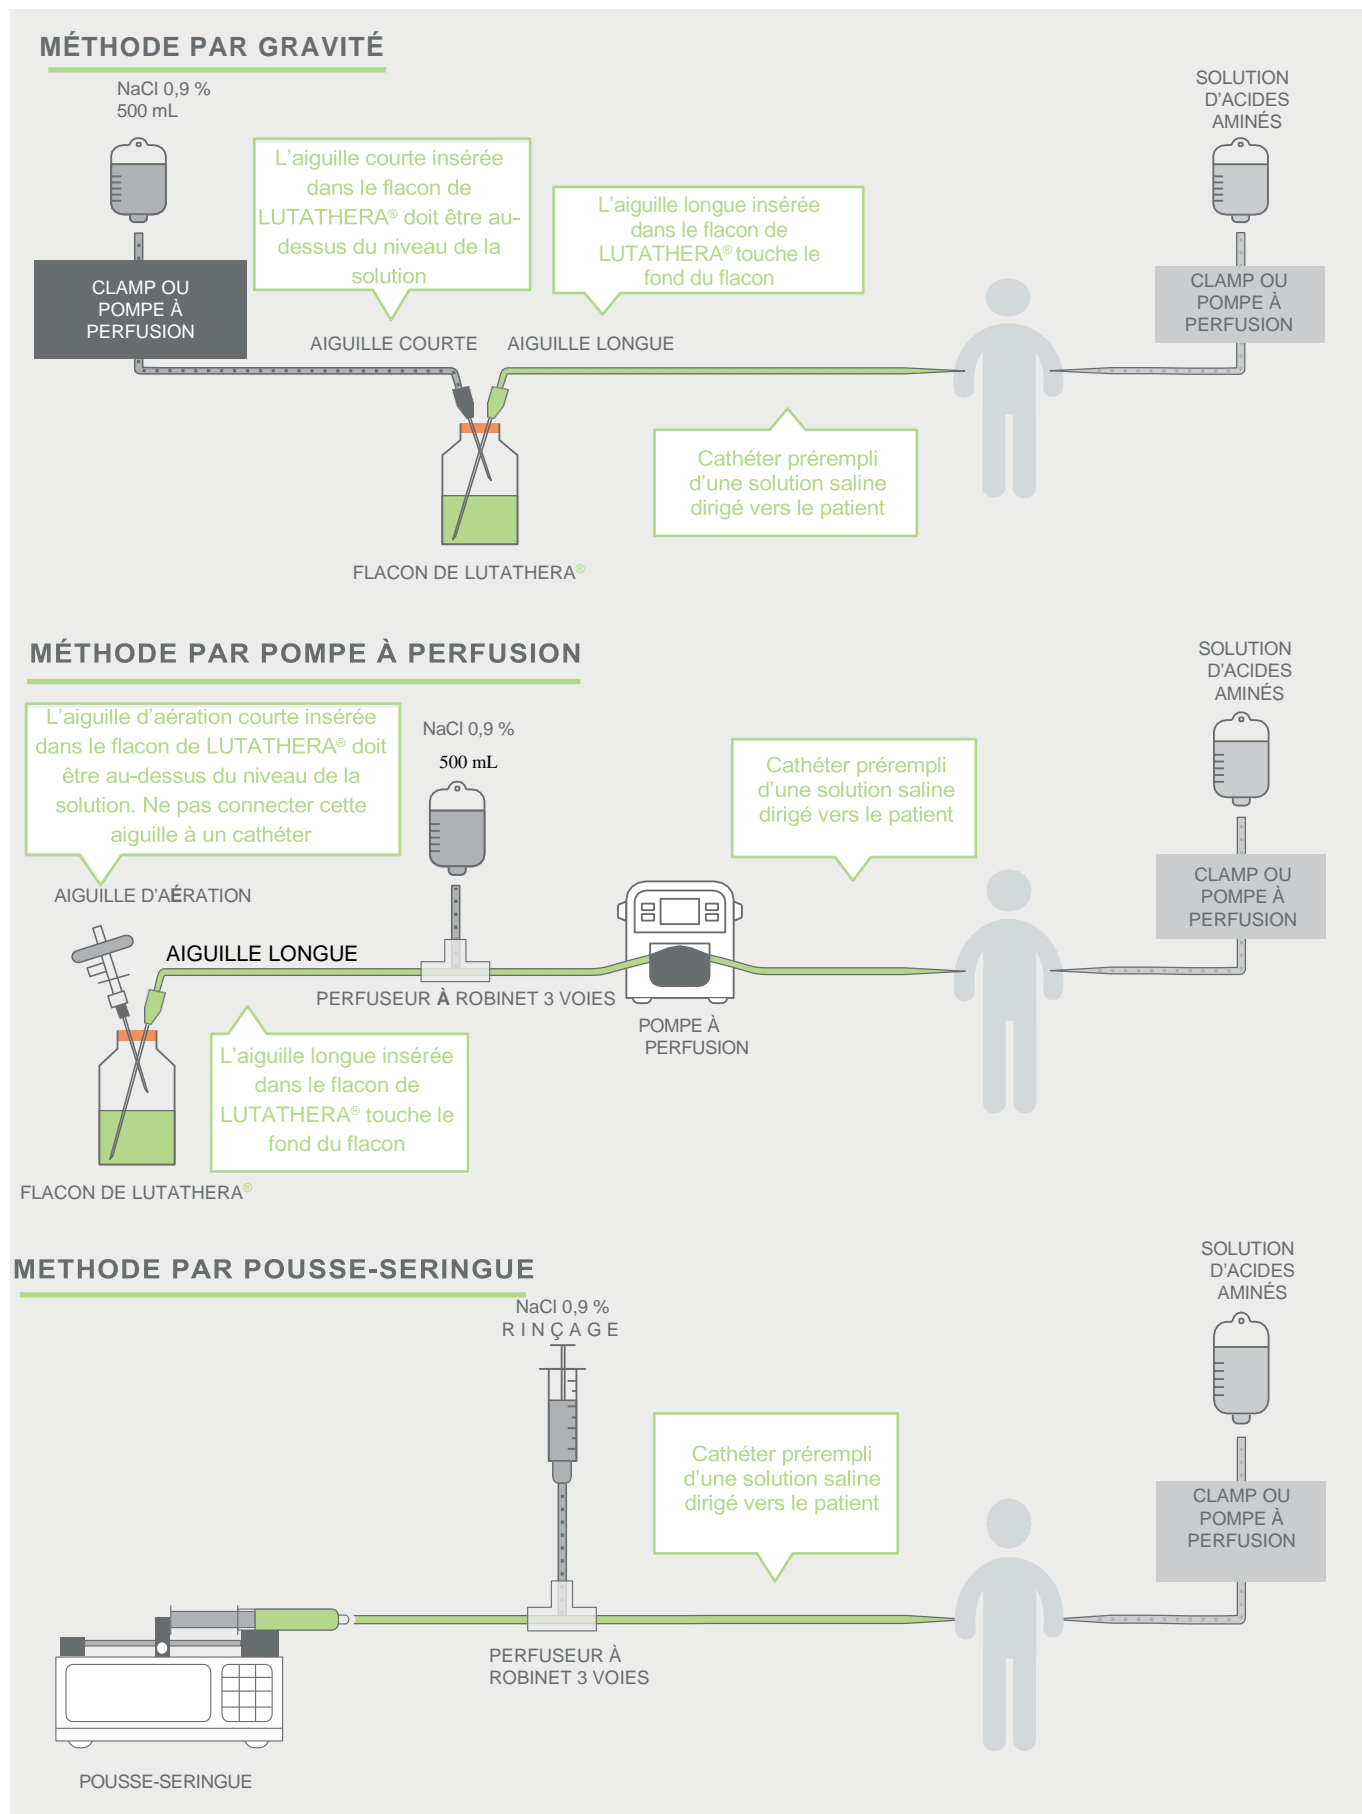 MÉTHODE PAR GRAVITÉ
NaCl 0,9 %
500 mL
SOLUTION
D'ACIDES
AMINÉS
L'aiguille courte insérée
dans le flacon de
LUTATHERA® doit être au-
dessus du niveau de la
solution
L'aiguille longue insérée
dans le flacon de
LUTATHERA® touche le
fond du flacon
CLAMP OU
POMPE À
PERFUSION
CLAMP OU
POMPE À
PERFUSION
AIGUILLE COURTE
AIGUILLE LONGUE
Cathéter prérempli
d'une solution saline
dirigé vers le patient
FLACON DE LUTATHERA®
MÉTHODE PAR POMPE À PERFUSION
SOLUTION
D'ACIDES
AMINÉS
L'aiguille d'aération courte insérée
dans le flacon de LUTATHERA® doit
être au-dessus du niveau de la
solution. Ne pas connecter cette
aiguille à un cathéter
NaCl 0,9 %
500 mL
Cathéter prérempli
d'une solution saline
dirigé vers le patient
CLAMP OU
POMPE À
PERFUSION
AIGUILLE D'AÉRATION
AIGUILLE LONGUE
PERFUSEUR À ROBINET 3 VOIES
POMPE À
PERFUSION
L'aiguille longue insérée
dans le flacon de
LUTATHERA® touche le
fond du flacon
FLACON DE LUTATHERA®
METHODE PAR POUSSE-SERINGUE
SOLUTION
D'ACIDES
AMINÉS
NaCl 0,9 %
RINÇAGE
Cathéter prérempli
d'une solution saline
dirigé vers le patient
CLAMP OU
POMPE À
PERFUSION
PERFUSEUR À
ROBINET 3 VOIES
POUSSE-SERINGUE